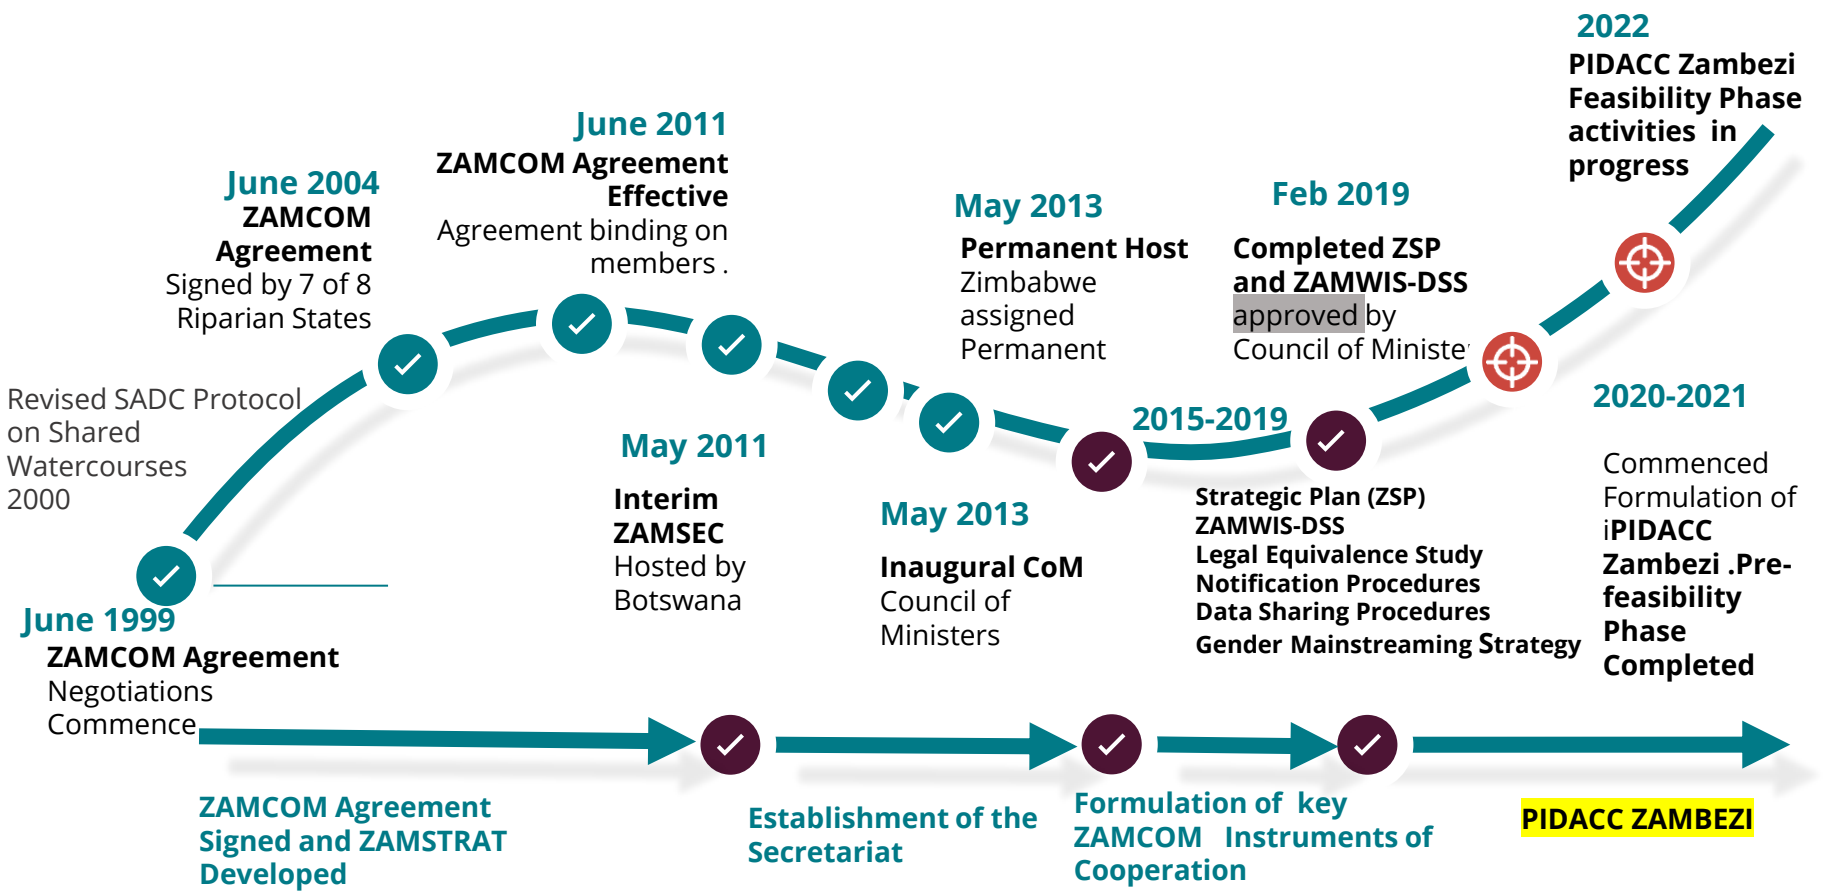 2022
PIDACC Zambezi
Feasibility Phase
activities in
progress
June 2011
ZAMCOM Agreement
Effective
Agreement binding on
members .
June 2004
ZAMCOM
Agreement
Signed by 7 of 8
Riparian States
May 2013
Permanent Host
Zimbabwe
assigned
Permanent
Feb 2019
Completed ZSP
and ZAMWIS-DSS
approved by
Council of Ministe
Revised SADC Protocol
on Shared
Watercourses
2000
2020-2021
Commenced
Formulation of
iPIDACC
Zambezi .Pre-
feasibility
Phase
Completed
2015-2019
Strategic Plan (ZSP)
ZAMWIS-DSS
Legal Equivalence Study
Notification Procedures
Data Sharing Procedures
Gender Mainstreaming Strategy
May 2011
Interim
ZAMSEC
Hosted by
Botswana
May 2013
Inaugural CoM
Council of
Ministers
June 1999
ZAMCOM Agreement
Negotiations
Commence
ZAMCOM Agreement
Signed and ZAMSTRAT
Developed
Establishment of the
Secretariat
Formulation of key
ZAMCOM Instruments of
Cooperation
PIDACC ZAMBEZI